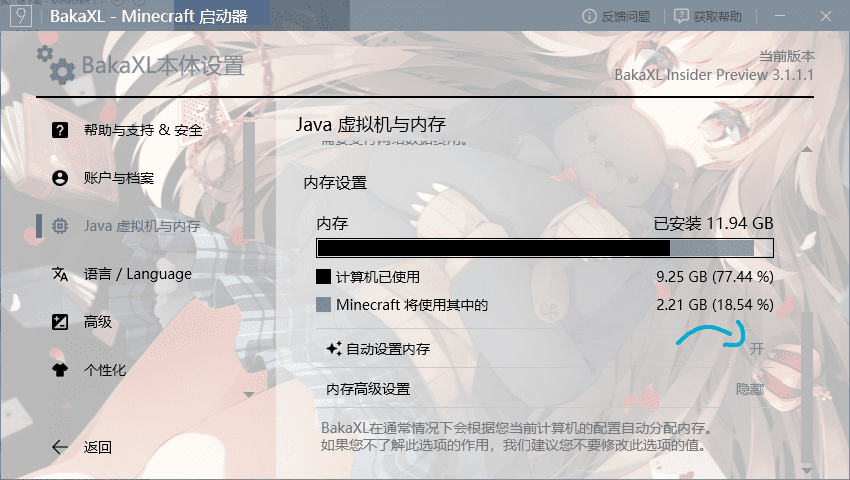 BakaXL - Minecraft 启动器
反馈问题
获取帮助
BakaXL本体设置
当前版本
BakaXL Insider Preview 3.1.1.1
帮助与支持 & 安全
账户与档案
Java 虚拟机与内存
语言 / Language
高级
个性化
返回
Java 虚拟机与内存
内存设置
内存
已安装 11.94 GB
计算机已使用
9.25 GB (77.44 %)
Minecraft 将使用其中的
2.21 GB (18.54 %)
自动设置内存
开
内存高级设置
隐藏
BakaXL在通常情况下会根据您当前计算机的配置自动分配内存。
如果您不了解此选项的作用，我们建议您不要修改此选项的值。